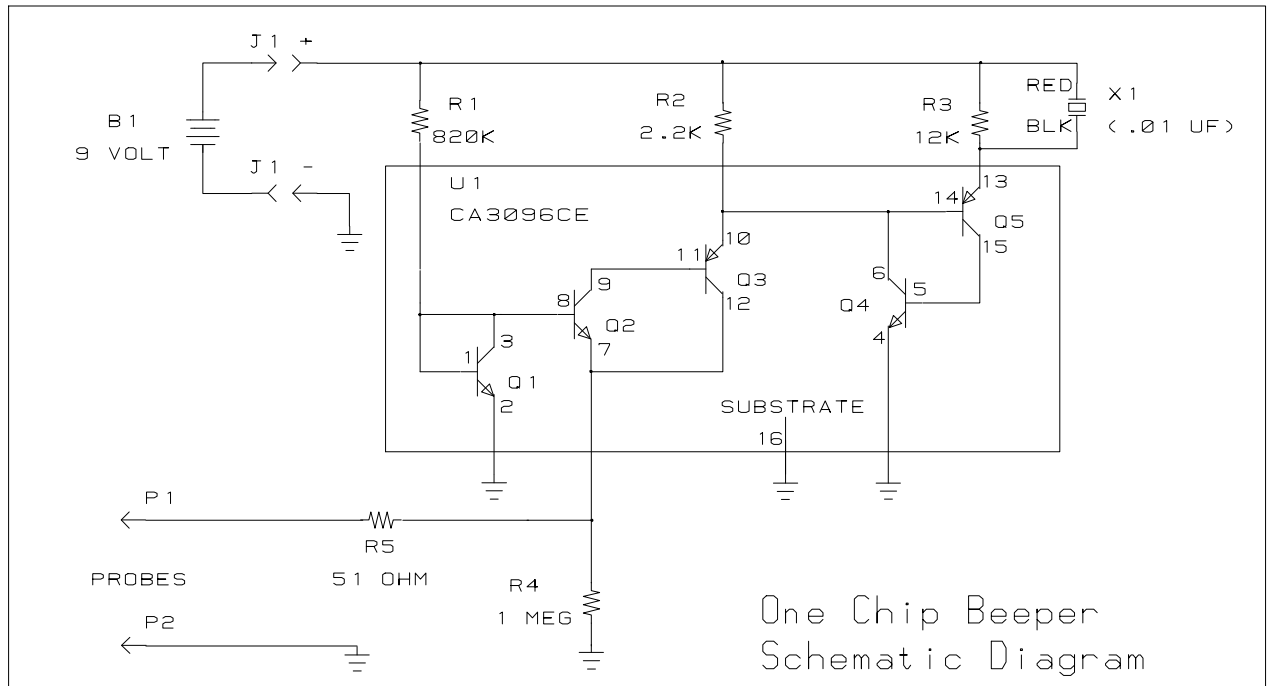 J1 +
B1
9 VOLT
J1 -
R1
820K
R2
2.2K
R3
12K
RED
BLK
X1
(.01 UF)
U1
CA3096CE
13
14
Q5
15
10
11
Q3
12
9
8
Q2
7
6
5
Q4
4
3
1
Q1
2
SUBSTRATE
16
P1
R5
51 OHM
PROBES
P2
R4
1 MEG
One Chip Beeper
Schematic Diagram